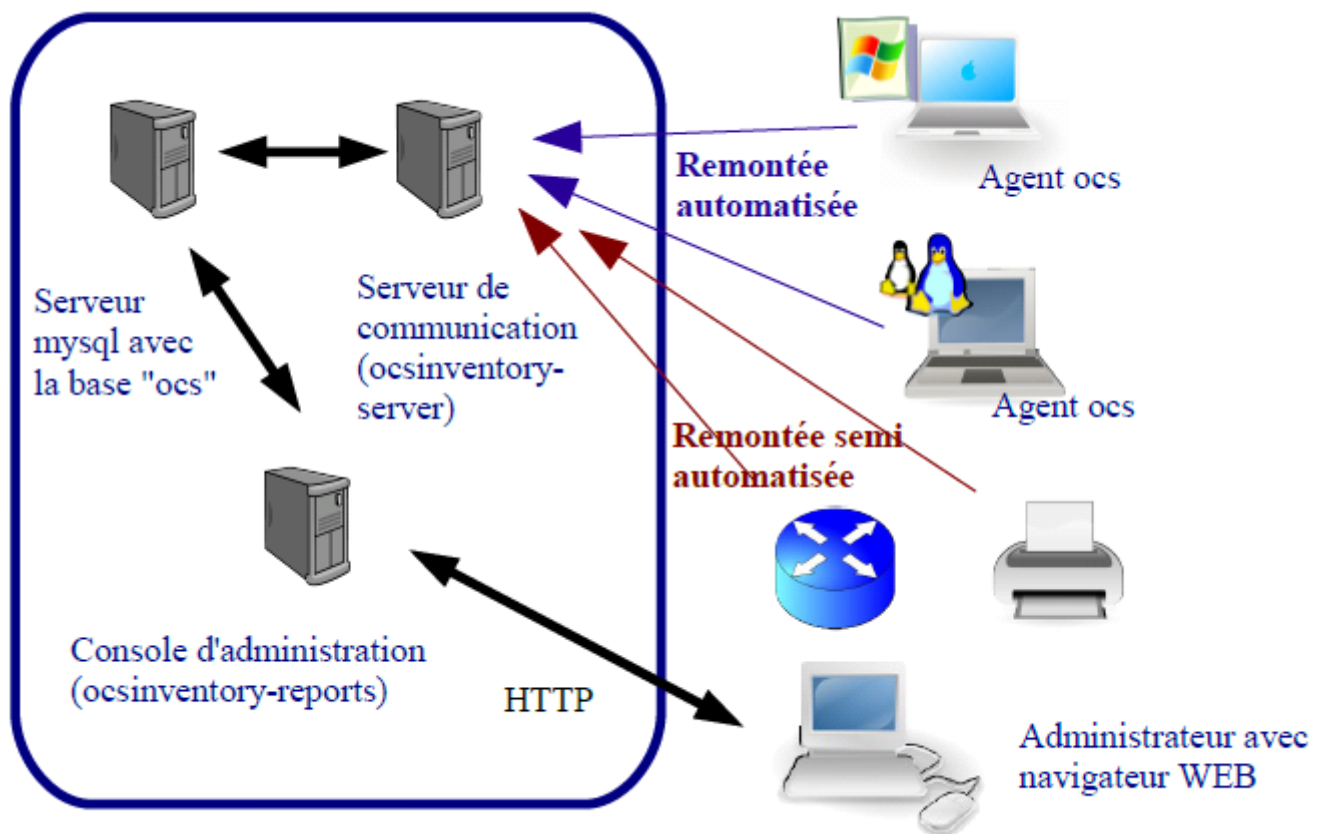 Agent ocs
Remontée
automatisée
Serveur
mysql avec
la base "ocs"
Serveur de
communication
(ocsinventory-
server)
Agent ocs
Remontée semi
automatisée
Console d'administration
(ocsinventory-reports)
HTTP
Administrateur avec
navigateur WEB